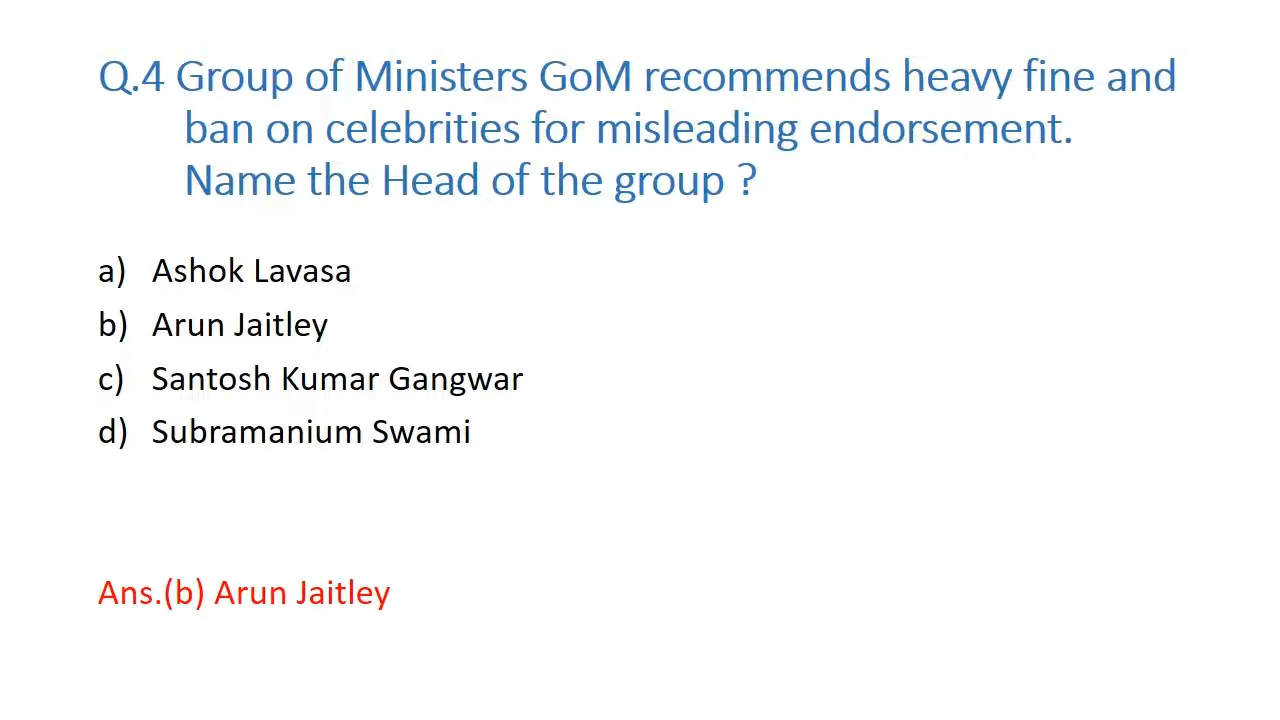 Q.4 Group of Ministers GoM recommends heavy fine and
ban on celebrities for misleading endorsement.
Name the Head of the group ?
a) Ashok Lavasa
b) Arun Jaitley
c) Santosh Kumar Gangwar
d) Subramanium Swami
Ans.(b) Arun Jaitley